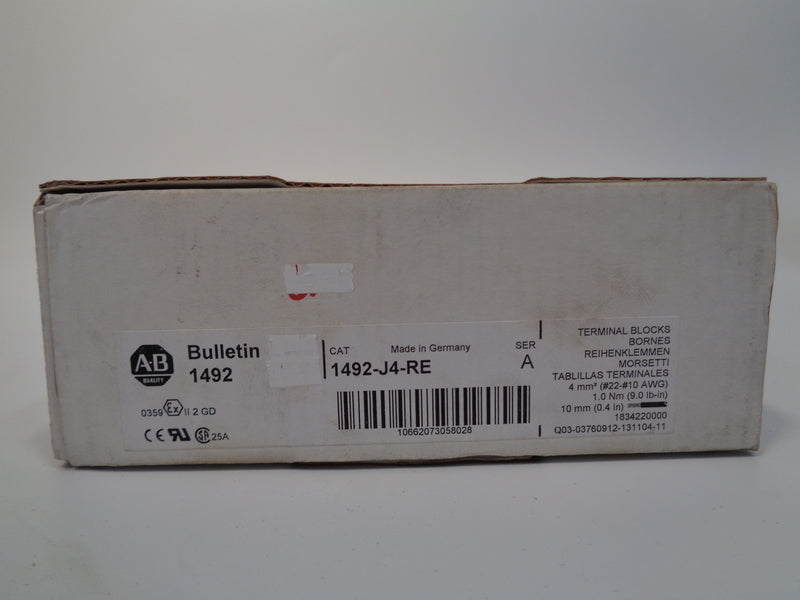 A-B
QUALITY
Bulletin
1492
0359 Ex II 2 GD
CE RU SA 25A
CAT
Made in Germany
SER
1492-J4-RE
A
10662073058028
TERMINAL BLOCKS
BORNES
REIHENKLEMMEN
MORSETTI
TABLILLAS TERMINALES
4 mm² (#22-#10 AWG)
1.0 Nm (9.0 lb-in)
10 mm (0.4 in)
1834220000
Q03-03760912-131104-11